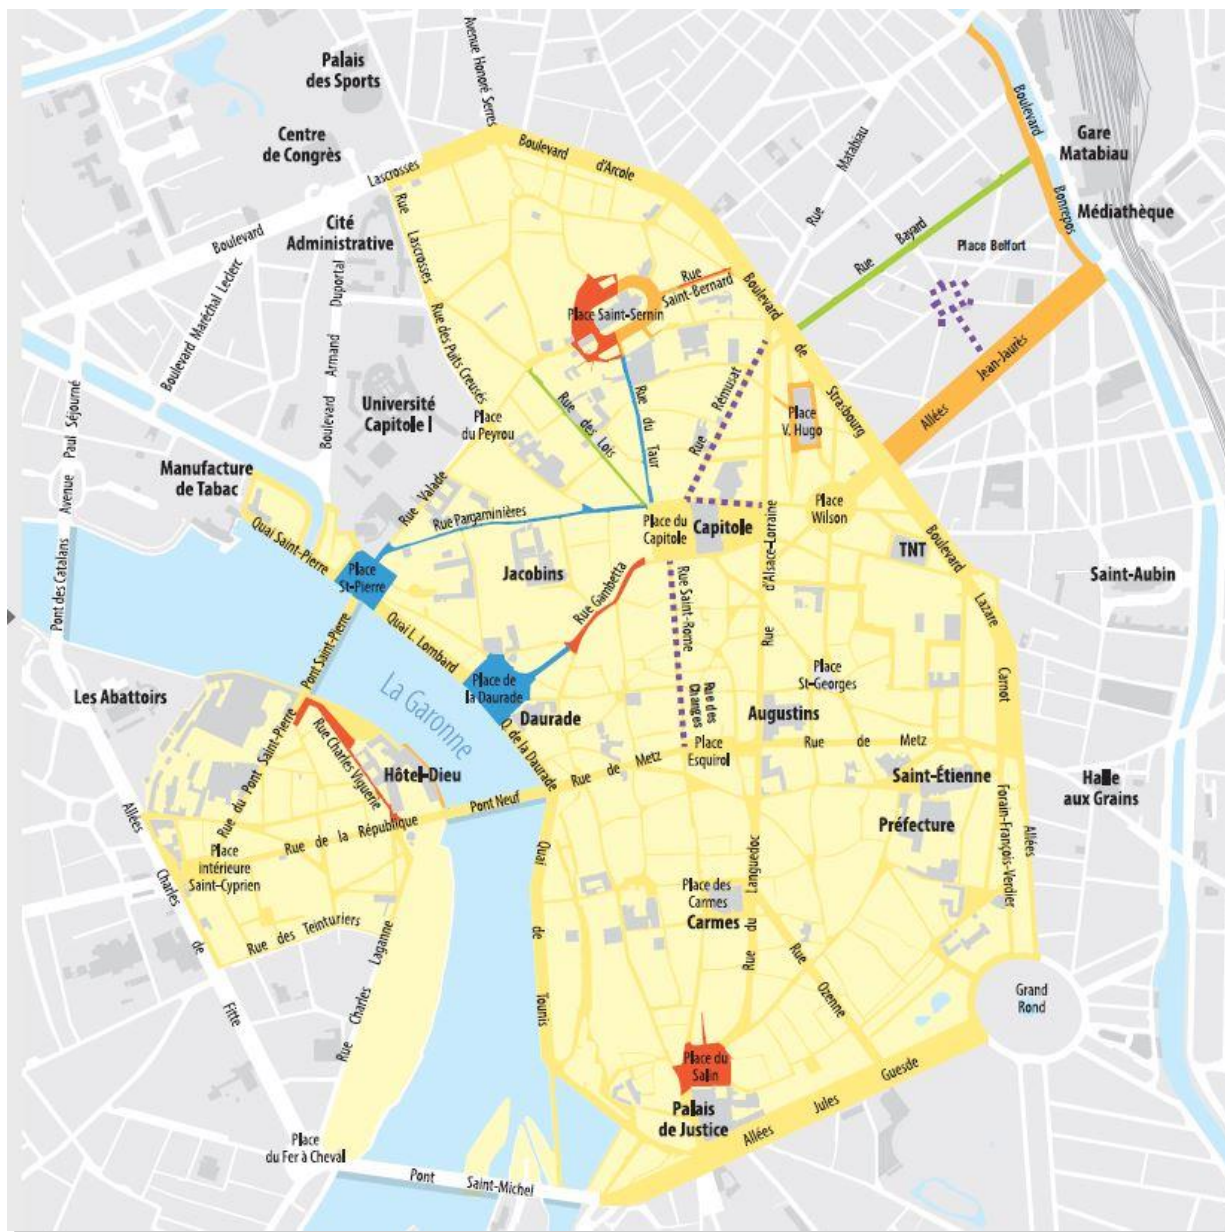 Palais
des Sports
Avenue Honoré Serres
Centre
de Congrès
Lascrosses
Boulevard
Boulevard
d'Arcole
Boulevard
Bonrepos
Gare
Matabiau
Médiathèque
Rue
Matabiau
Rue
Bayard
Place Belfort
Cité
Administrative
Boulevard Maréchal Leclerc
Boulevard Armand Duportal
Rue Lascrosses
Rue des Puits Creusés
Place Saint-Sernin
Rue
Saint-Bernard
Boulevard
de
Strasbourg
Allées
Jean-Jaurès
Rue des Lois
Rue du Taur
Rue Rémusat
Place
V. Hugo
Université
Capitole I
Place
du Peyrou
Avenue Paul Séjourné
Manufacture
de Tabac
Rue Valade
Rue Pargaminières
Quai Saint-Pierre
Place du
Capitole
Capitole
Place
Wilson
Rue d'Alsace-Lorraine
TNT
Boulevard
Lazare
Carnot
Saint-Aubin
Pont des Catalans
Place
St-Pierre
Jacobins
Rue Gambetta
Rue Saint-Rome
Rue des
Changes
Pont Saint-Pierre
Quai L. Lombard
La Garonne
Place de
la Daurade
Daurade
Q. de la Daurade
Place
St-Georges
Augustins
Les Abattoirs
Rue du Pont Saint-Pierre
Rue Charles Viguerie
Hôtel-Dieu
Pont Neuf
Rue de Metz
Place
Esquirol
Rue de Metz
Saint-Étienne
Préfecture
Halle
aux Grains
Allées
Forain-François-Verdier
Allées
Charles
de
Fitte
Rue de la République
Place
intérieure
Saint-Cyprien
Rue des Teinturiers
Rue Charles Laganne
Quai
de
Tounis
Place des
Carmes
Carmes
Rue du Languedoc
Rue
Ozenne
Grand
Rond
Place du
Salin
Palais
de Justice
Allées
Jules
Guesde
Place
du Fer à Cheval
Pont
Saint-Michel